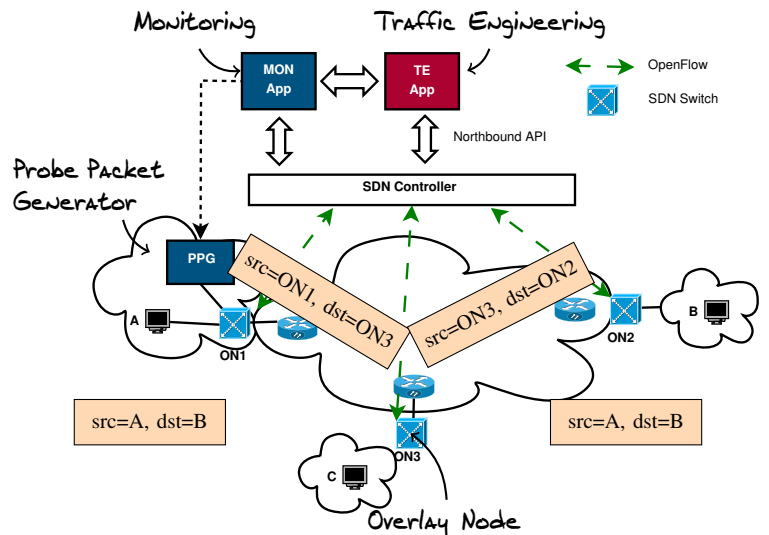 Monitoring
Traffic Engineering
MON
App
TE
App
OpenFlow
SDN Switch
Northbound API
Probe Packet
Generator
SDN Controller
PPG
src=ON1, dst=ON3
src=ON3, dst=ON2
A
B
ON1
ON2
src=A, dst=B
src=A, dst=B
ON3
C
Overlay Node